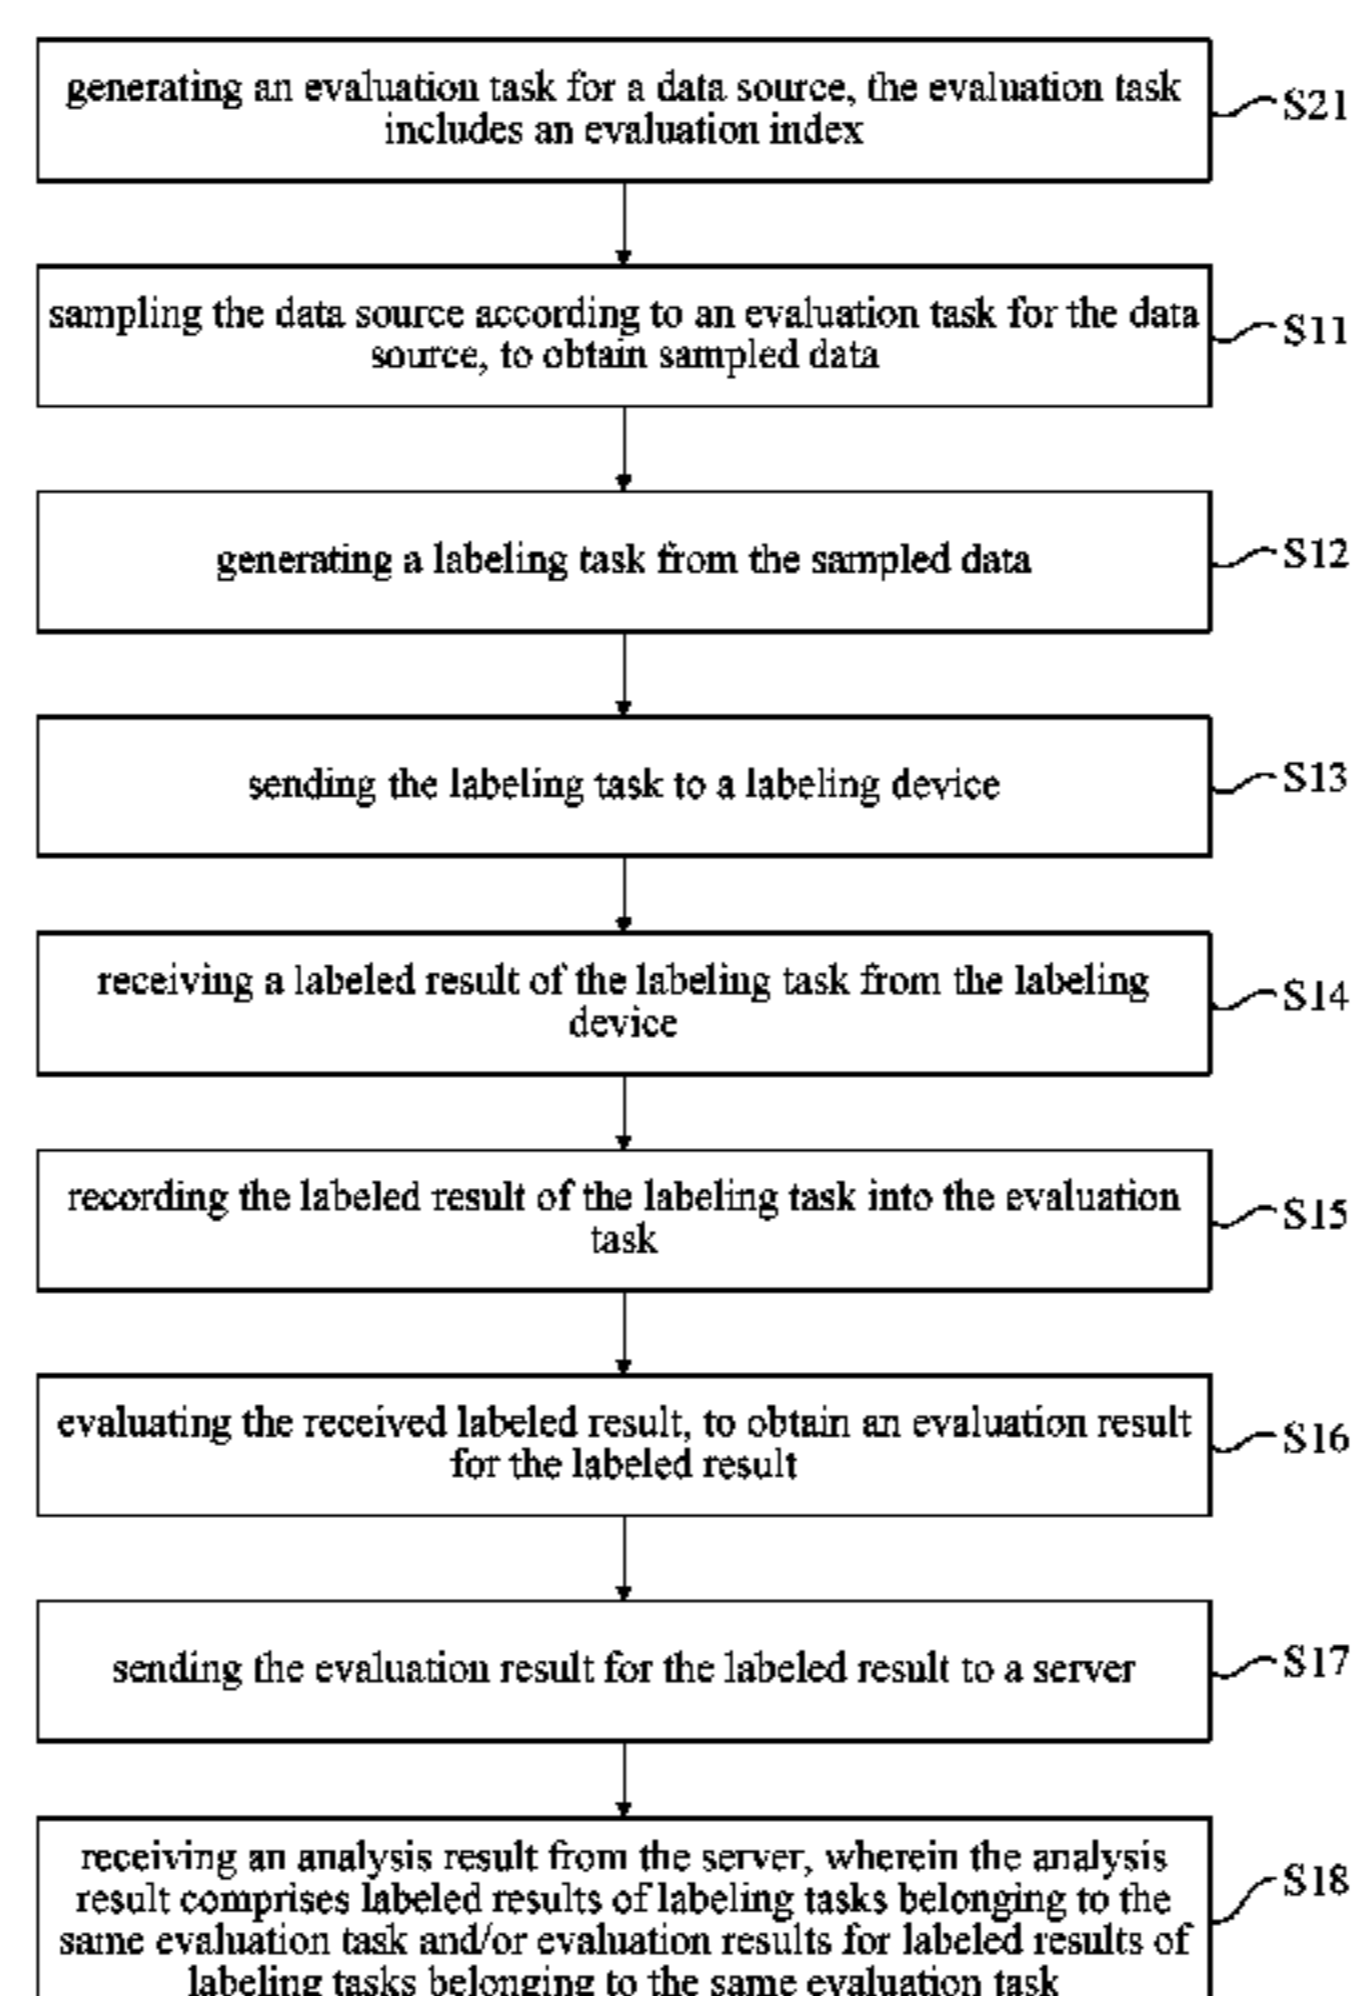 generating an evaluation task for a data source, the evaluation task
includes an evaluation index
S21
sampling the data source according to an evaluation task for the data
source, to obtain sampled data
S11
generating a labeling task from the sampled data
S12
sending the labeling task to a labeling device
S13
receiving a labeled result of the labeling task from the labeling
device
S14
recording the labeled result of the labeling task into the evaluation
task
S15
evaluating the received labeled result, to obtain an evaluation result
for the labeled result
S16
sending the evaluation result for the labeled result to a server
S17
receiving an analysis result from the server, wherein the analysis
result comprises labeled results of labeling tasks belonging to the
same evaluation task and/or evaluation results for labeled results of
labeling tasks belonging to the same evaluation task
S18